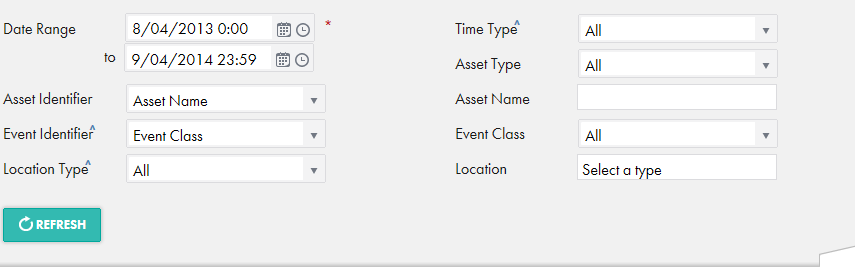 Date Range 8/04/2013 0:00 * Time Type^ All
to 9/04/2014 23:59 Asset Type All
Asset Identifier Asset Name Asset Name
Event Identifier^ Event Class Event Class All
Location Type^ All Location Select a type
REFRESH